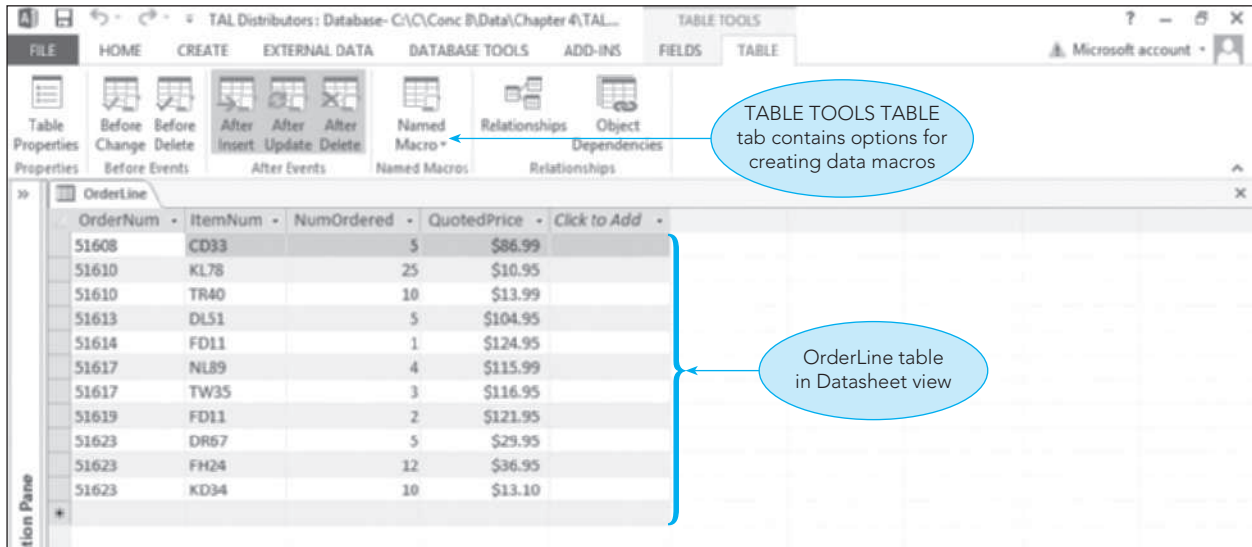 TAL Distributors : Database- C:\C\Conc 8\Data\Chapter 4\TAL... TABLE TOOLS ?
FILE HOME CREATE EXTERNAL DATA DATABASE TOOLS ADD-INS FIELDS TABLE Microsoft account
Table Properties
Before Change
Before Delete
After Insert
After Update
After Delete
Named Macro
Relationships
Object Dependencies
Properties Before Events After Events Named Macros Relationships
TABLE TOOLS TABLE
tab contains options for
creating data macros
OrderLine
OrderNum ItemNum NumOrdered QuotedPrice Click to Add
51608 CD33 5 $86.99
51610 KL78 25 $10.95
51610 TR40 10 $13.99
51613 DL51 5 $104.95
51614 FD11 1 $124.95
51617 NL89 4 $115.99
51617 TW35 3 $116.95
51619 FD11 2 $121.95
51623 DR67 5 $29.95
51623 FH24 12 $36.95
51623 KD34 10 $13.10
*
OrderLine table
in Datasheet view
tion Pane